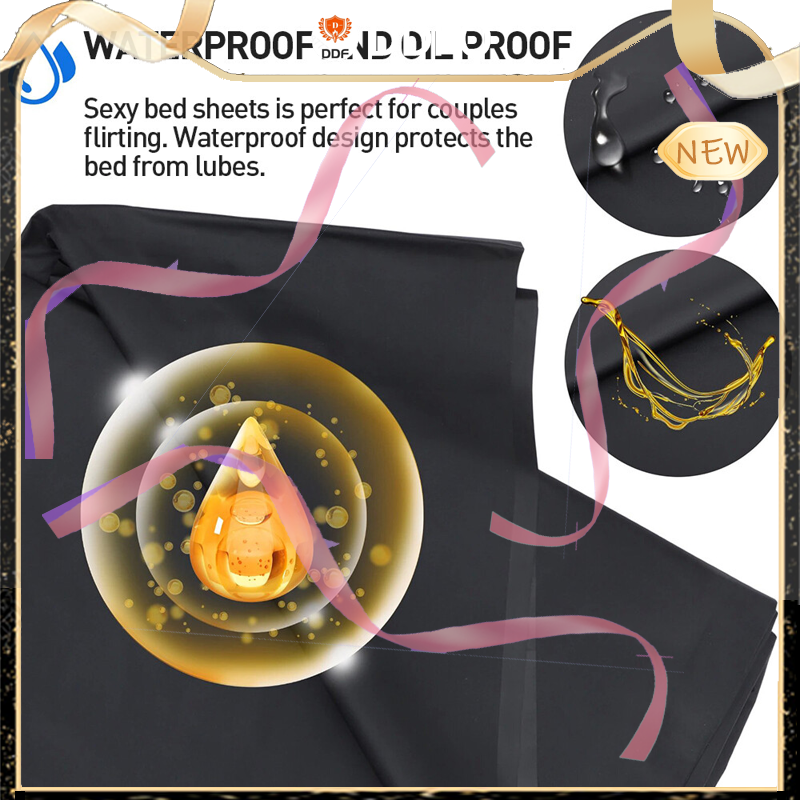 WATERPROOF AND OIL PROOF
DDF
Sexy bed sheets is perfect for couples
flirting. Waterproof design protects the
bed from lubes.
NEW